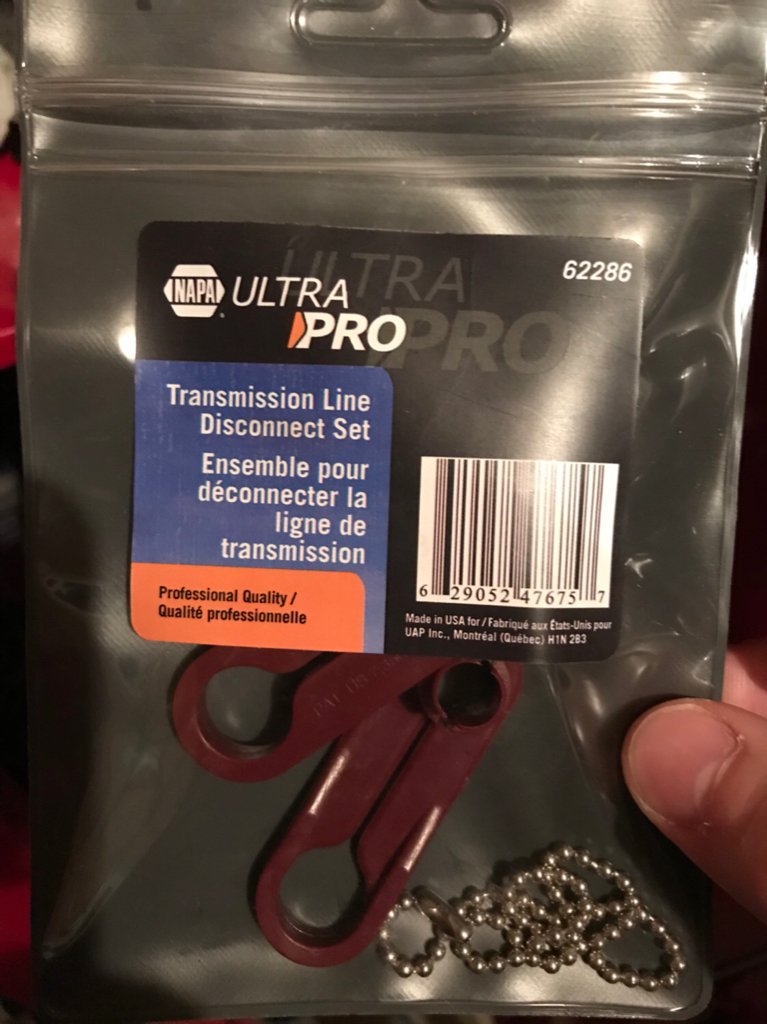 62286
NAPA ULTRA
PRO
ULTRA
PRO
Transmission Line
Disconnect Set
Ensemble pour
déconnecter la
ligne de
transmission
Professional Quality /
Qualité professionnelle
6 29052 47675 7
Made in USA for / Fabriqué aux États-Unis pour
UAP Inc., Montréal (Québec) H1N 2B3
PAT US